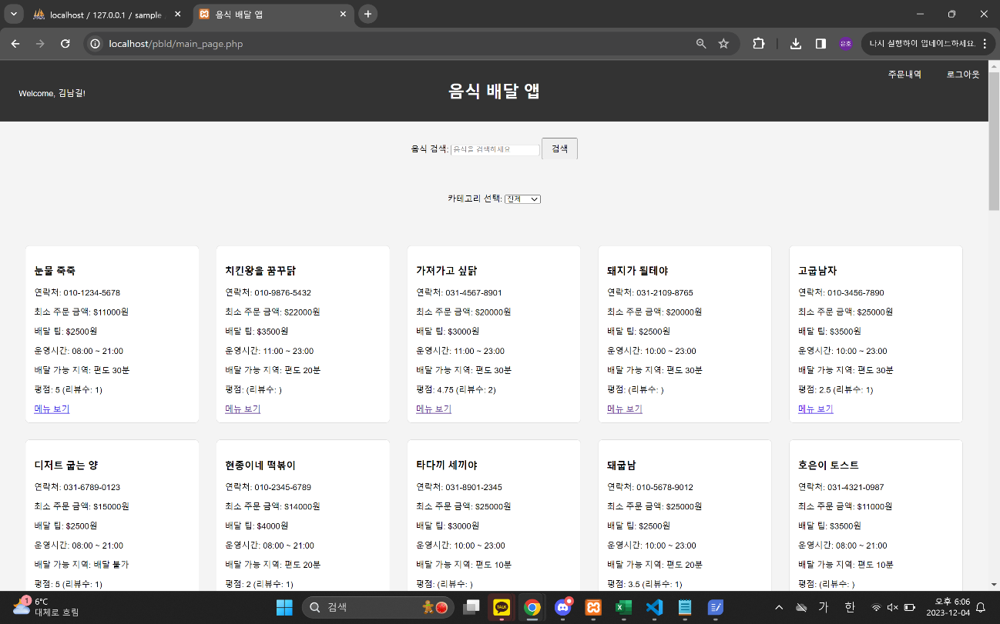 localhost / 127.0.0.1 / sample
음식 배달 앱
localhost/pbld/main_page.php
은호
다시 실행하여 업데이트하세요.
Welcome, 김남길!
음식 배달 앱
주문내역
로그아웃
음식 검색: 음식을 검색하세요 검색
카테고리 선택: 전체
눈물 죽죽
연락처: 010-1234-5678
최소 주문 금액: $11000원
배달 팁: $2500원
운영시간: 08:00 ~ 21:00
배달 가능 지역: 편도 30분
평점: 5 (리뷰수: 1)
메뉴 보기
치킨왕을 꿈꾸닭
연락처: 010-9876-5432
최소 주문 금액: $22000원
배달 팁: $3500원
운영시간: 11:00 ~ 23:00
배달 가능 지역: 편도 20분
평점: (리뷰수: )
메뉴 보기
가져가고 싶닭
연락처: 031-4567-8901
최소 주문 금액: $20000원
배달 팁: $3000원
운영시간: 11:00 ~ 23:00
배달 가능 지역: 편도 30분
평점: 4.75 (리뷰수: 2)
메뉴 보기
돼지가 될테야
연락처: 031-2109-8765
최소 주문 금액: $20000원
배달 팁: $2500원
운영시간: 10:00 ~ 23:00
배달 가능 지역: 편도 30분
평점: (리뷰수: )
메뉴 보기
고굽남자
연락처: 010-3456-7890
최소 주문 금액: $25000원
배달 팁: $3500원
운영시간: 10:00 ~ 23:00
배달 가능 지역: 편도 30분
평점: 2.5 (리뷰수: 1)
메뉴 보기
디저트 굽는 양
연락처: 031-6789-0123
최소 주문 금액: $15000원
배달 팁: $2500원
운영시간: 08:00 ~ 21:00
배달 가능 지역: 배달 불가
평점: 5 (리뷰수: 1)
현종이네 떡볶이
연락처: 010-2345-6789
최소 주문 금액: $14000원
배달 팁: $4000원
운영시간: 08:00 ~ 21:00
배달 가능 지역: 편도 20분
평점: 2 (리뷰수: 1)
타다끼 세끼야
연락처: 031-8901-2345
최소 주문 금액: $25000원
배달 팁: $3000원
운영시간: 10:00 ~ 23:00
배달 가능 지역: 편도 10분
평점: (리뷰수: )
돼굽남
연락처: 010-5678-9012
최소 주문 금액: $25000원
배달 팁: $2500원
운영시간: 10:00 ~ 23:00
배달 가능 지역: 편도 20분
평점: 3.5 (리뷰수: 1)
호은이 토스트
연락처: 031-4321-0987
최소 주문 금액: $11000원
배달 팁: $3500원
운영시간: 08:00 ~ 21:00
배달 가능 지역: 편도 10분
평점: (리뷰수: )
1
6°C
대체로 흐림
검색
TALK
가
한
오후 6:06
2023-12-04